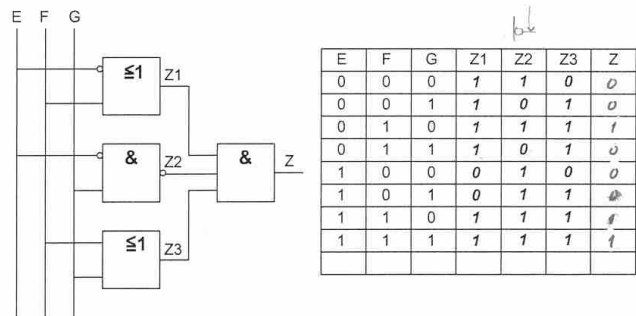 E F G
≦1 Z1
& Z2
& Z
≦1 Z3
E F G Z1 Z2 Z3 Z
0 0 0 1 1 0 0
0 0 1 1 0 1 0
0 1 0 1 1 1 1
0 1 1 1 0 1 0
1 0 0 0 1 0 0
1 0 1 0 1 1
1 1 0 1 1 1 1
1 1 1 1 1 1 1